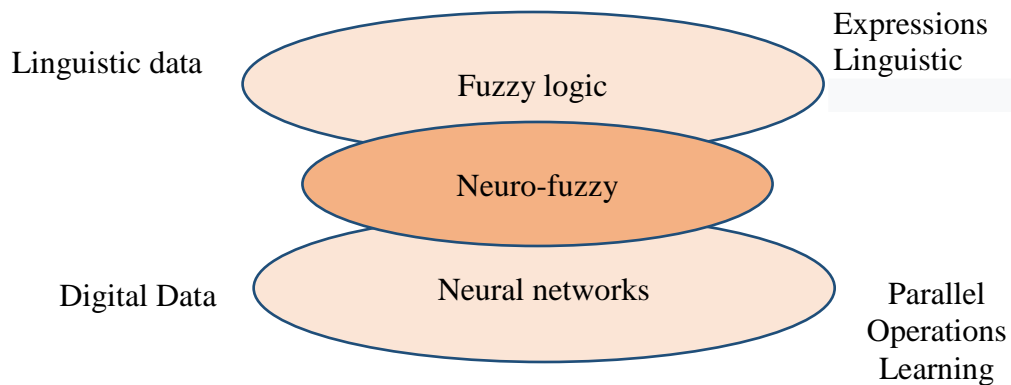 Expressions
Linguistic data
Linguistic
Fuzzy logic
Neuro-fuzzy
Neural networks
Digital Data
Parallel
Operations
Learning